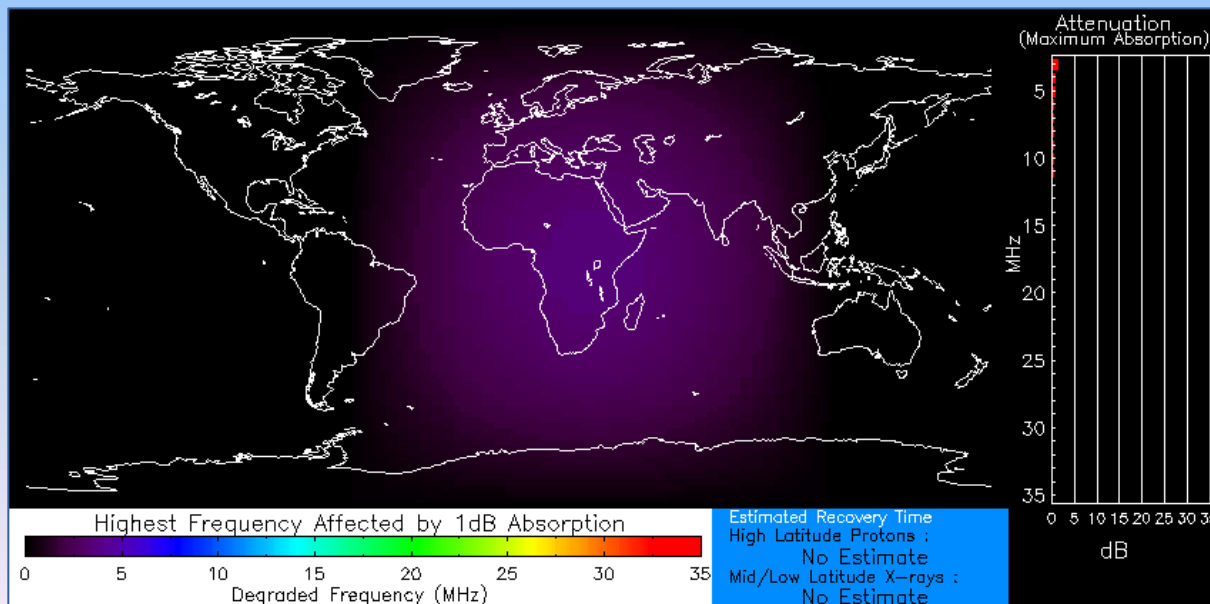 Attenuation
(Maximum Absorption)
5
10
15
20
25
30
35
MHz
0 5 10 15 20 25 30 35
dB
Highest Frequency Affected by 1dB Absorption
0 5 10 15 20 25 30 35
Degraded Frequency (MHz)
Estimated Recovery Time
High Latitude Protons :
No Estimate
Mid/Low Latitude X-rays :
No Estimate